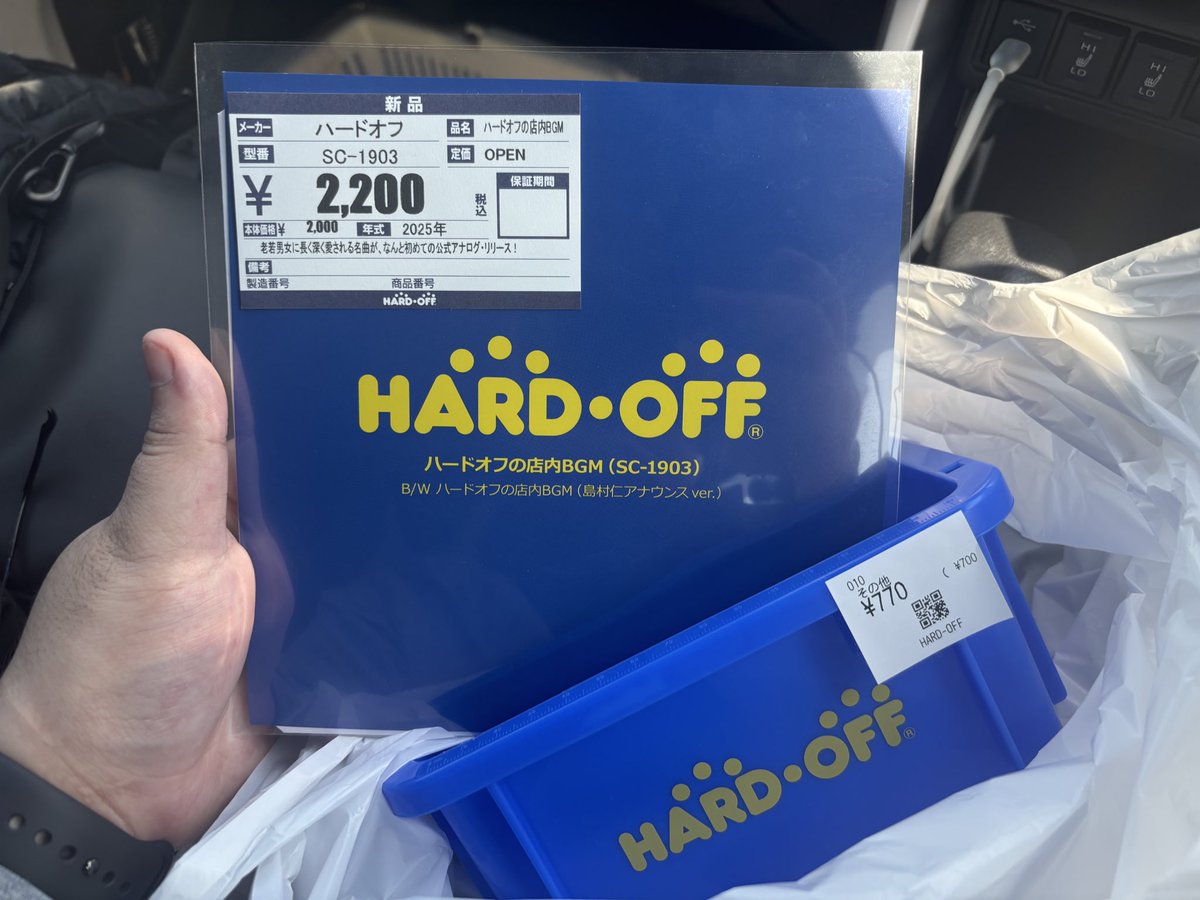 新品
メーカー ハードオフ 品名 ハードオフの店内BGM
型番 SC-1903 定価 OPEN
¥ 2,200 税込 保証期間
本体価格¥ 2,000 年式 2025年
老若男女に長く深く愛される名曲が、なんと初めての公式アナログ・リリース!
備考
製造番号 商品番号
HARD・OFF
HARD・OFF®
ハードオフの店内BGM(SC-1903)
B/W ハードオフの店内BGM(島村仁アナウンス ver.)
010
その他
¥770 ( ¥700
HARD-OFF
HARD・OFF®
HI
LO
HI
LO